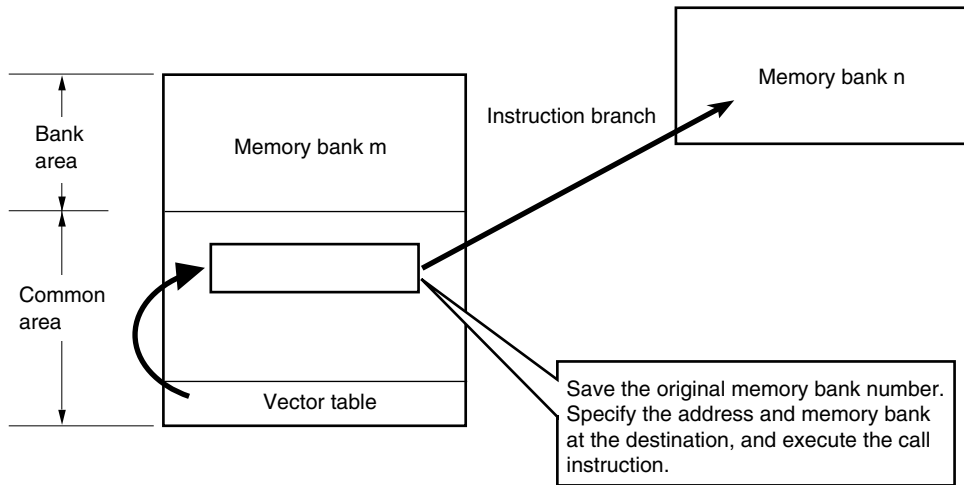 Memory bank n
Instruction branch
Bank
area
Memory bank m
Common
area
Vector table
Save the original memory bank number.
Specify the address and memory bank
at the destination, and execute the call
instruction.